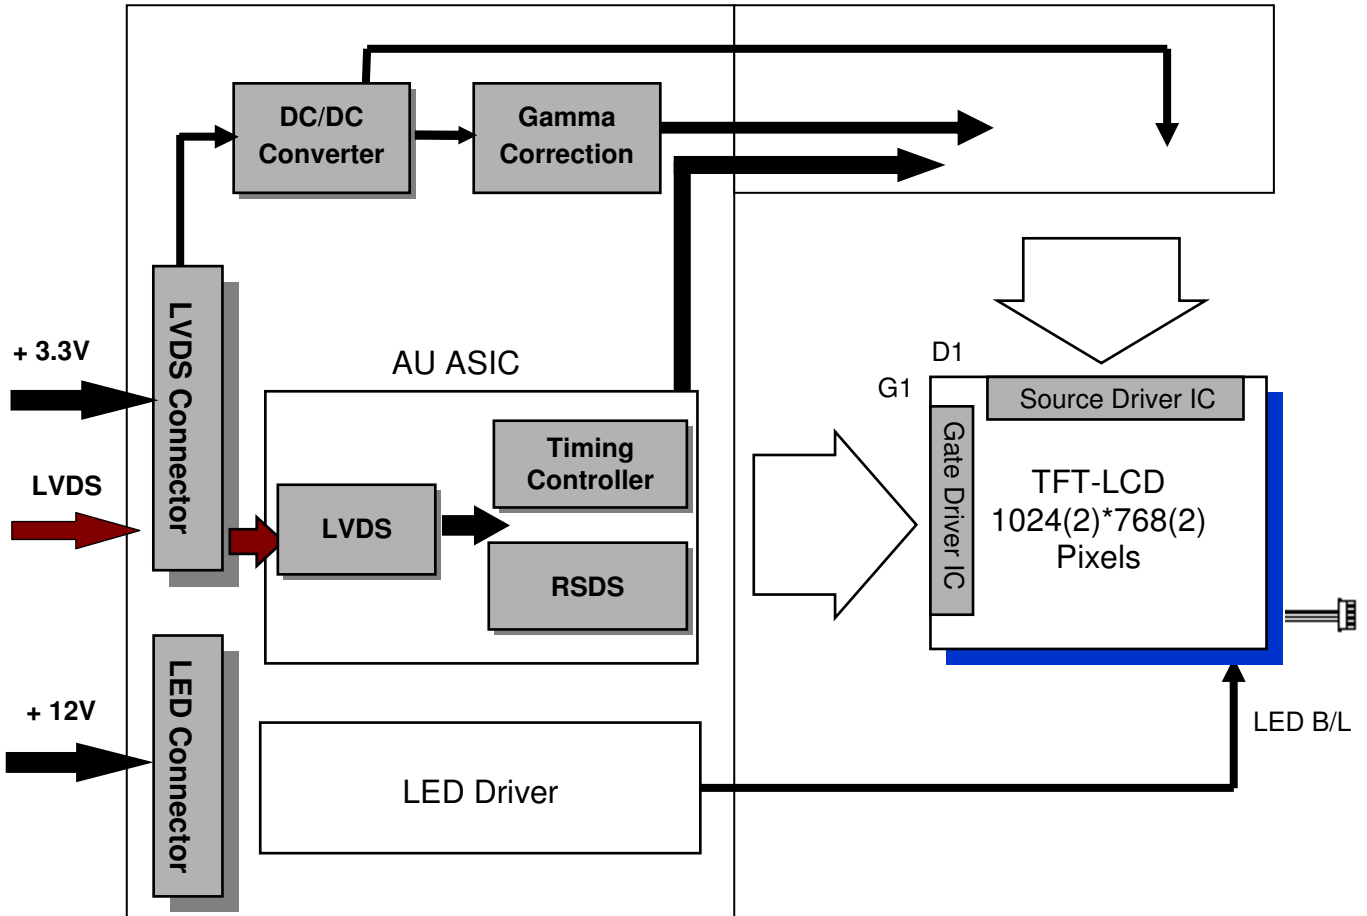 DC/DC
Converter
Gamma
Correction
+ 3.3V
LVDS Connector
AU ASIC
D1
G1
Source Driver IC
Gate Driver IC
Timing
Controller
LVDS
LVDS
RSDS
TFT-LCD
1024(2)*768(2)
Pixels
+ 12V
LED Connector
LED Driver
LED B/L